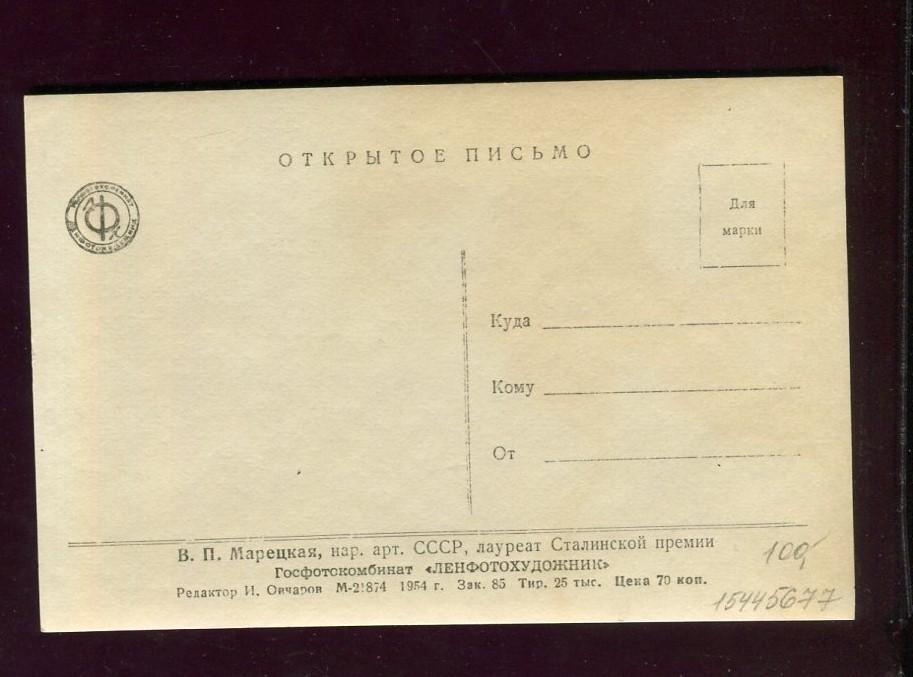 ОТКРЫТОЕ ПИСЬМО
Для
марки
Куда
Кому
От
В. П. Марецкая, нар. арт. СССР, лауреат Сталинской премии
Госфотокомбинат «ЛЕНФОТОХУДОЖНИК»
Редактор И. Овчаров М-21874 1954 г. Зак. 85 Тир. 25 тыс. Цена 70 коп.
100
15445677